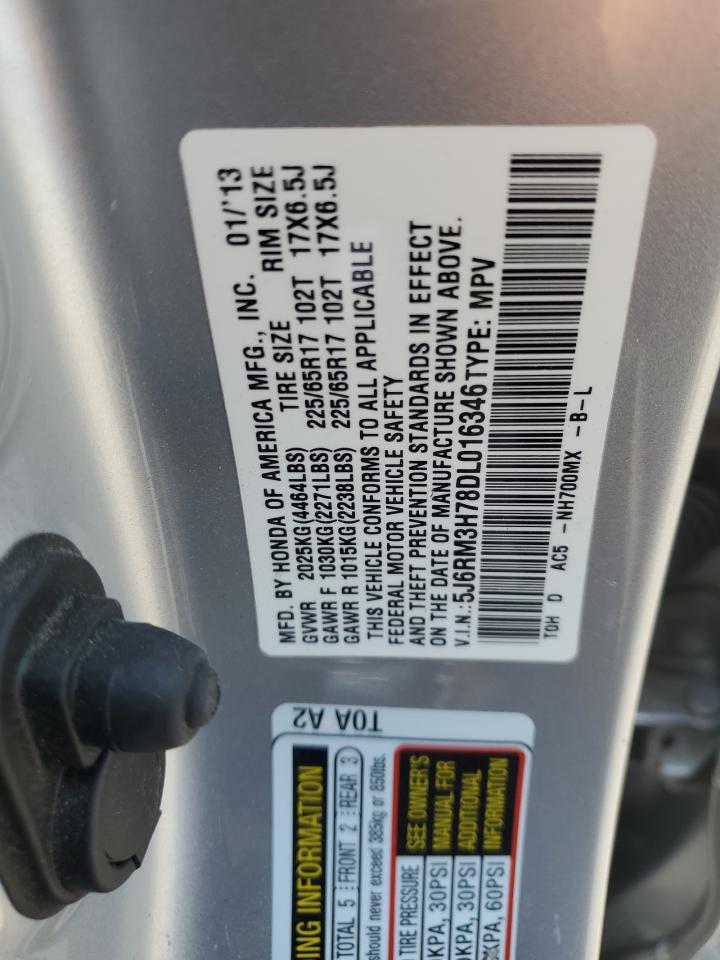 MFD. BY HONDA OF AMERICA MFG., INC. 01/'13
TIRE SIZE RIM SIZE
GVWR 2025KG(4464LBS)
GAWR F 1030KG(2271LBS) 225/65R17 102T 17X6.5J
GAWR R 1015KG(2238LBS) 225/65R17 102T 17X6.5J
THIS VEHICLE CONFORMS TO ALL APPLICABLE
FEDERAL MOTOR VEHICLE SAFETY
AND THEFT PREVENTION STANDARDS IN EFFECT
ON THE DATE OF MANUFACTURE SHOWN ABOVE.
V.I.N.:5J6RM3H78DL016346 TYPE: MPV
T0H D AC5 -NH700MX -B-L
T0A A2
INFORMATION
TOTAL 5 FRONT 2 REAR 3
should never exceed 385kg or 850lbs.
TIRE PRESSURE
KPA, 30PSI
KPA, 30PSI
KPA, 60PSI
SEE OWNER'S
MANUAL FOR
ADDITIONAL
INFORMATION